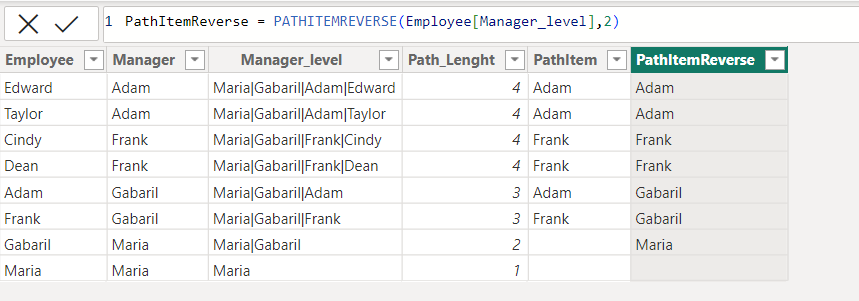 1 PathItemReverse = PATHITEMREVERSE(Employee[Manager_level],2)
Employee Manager Manager_level Path_Lenght PathItem PathItemReverse
Edward Adam Maria|Gabaril|Adam|Edward 4 Adam Adam
Taylor Adam Maria|Gabaril|Adam|Taylor 4 Adam Adam
Cindy Frank Maria|Gabaril|Frank|Cindy 4 Frank Frank
Dean Frank Maria|Gabaril|Frank|Dean 4 Frank Frank
Adam Gabaril Maria|Gabaril|Adam 3 Adam Gabaril
Frank Gabaril Maria|Gabaril|Frank 3 Frank Gabaril
Gabaril Maria Maria|Gabaril 2 Maria
Maria Maria Maria 1